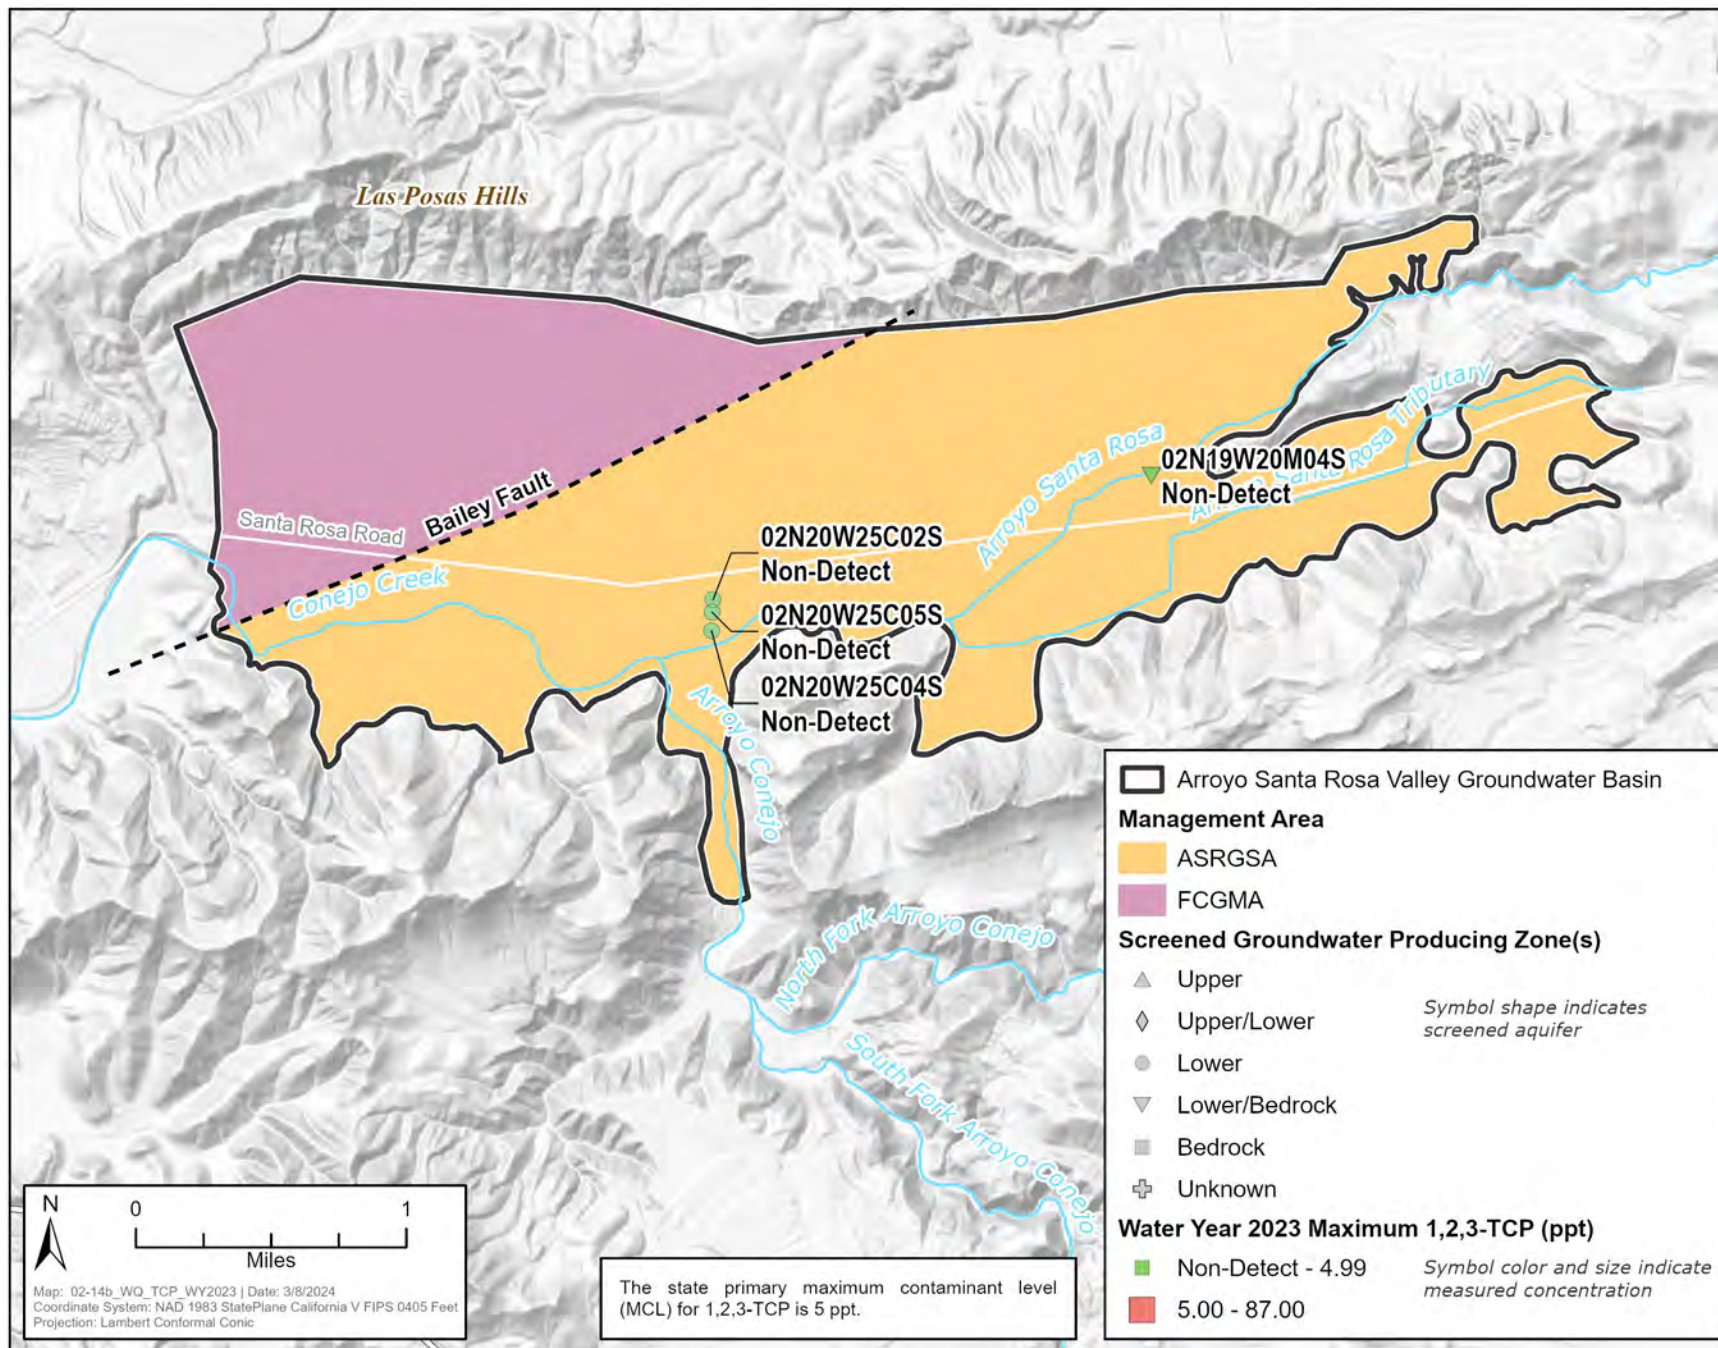 Las Posas Hills
Bailey Fault
Santa Rosa Road
Conejo Creek
Arroyo Santa Rosa
Arroyo Santa Rosa Tributary
02N19W20M04S
Non-Detect
02N20W25C02S
Non-Detect
02N20W25C05S
Non-Detect
02N20W25C04S
Non-Detect
Arroyo Conejo
North Fork Arroyo Conejo
South Fork Arroyo Conejo
Arroyo Santa Rosa Valley Groundwater Basin
Management Area
ASRGSA
FCGMA
Screened Groundwater Producing Zone(s)
Upper
Upper/Lower
Symbol shape indicates
screened aquifer
Lower
Lower/Bedrock
Bedrock
Unknown
Water Year 2023 Maximum 1,2,3-TCP (ppt)
Non-Detect - 4.99
Symbol color and size indicate
measured concentration
5.00 - 87.00
N
0 1
Miles
Map: 02-14b_WQ_TCP_WY2023 | Date: 3/8/2024
Coordinate System: NAD 1983 StatePlane California V FIPS 0405 Feet
Projection: Lambert Conformal Conic
The state primary maximum contaminant level
(MCL) for 1,2,3-TCP is 5 ppt.